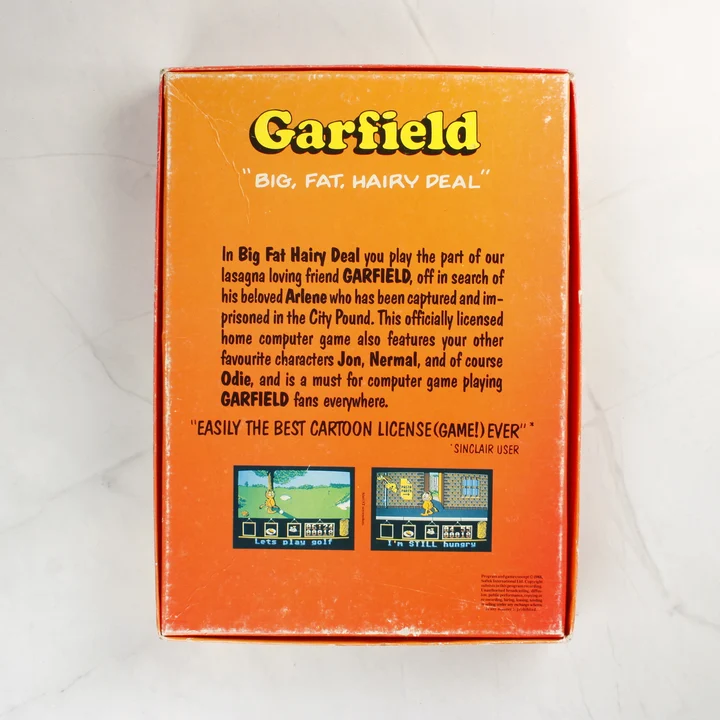 Garfield
"BIG, FAT, HAIRY DEAL"
In Big Fat Hairy Deal you play the part of our
lasagna loving friend GARFIELD, off in search of
his beloved Arlene who has been captured and im-
prisoned in the City Pound. This officially licensed
home computer game also features your other
favourite characters Jon, Nermal, and of course
Odie, and is a must for computer game playing
GARFIELD fans everywhere.
"EASILY THE BEST CARTOON LICENSE (GAME!) EVER" *
*SINCLAIR USER
Lets play golf
I'm STILL hungry